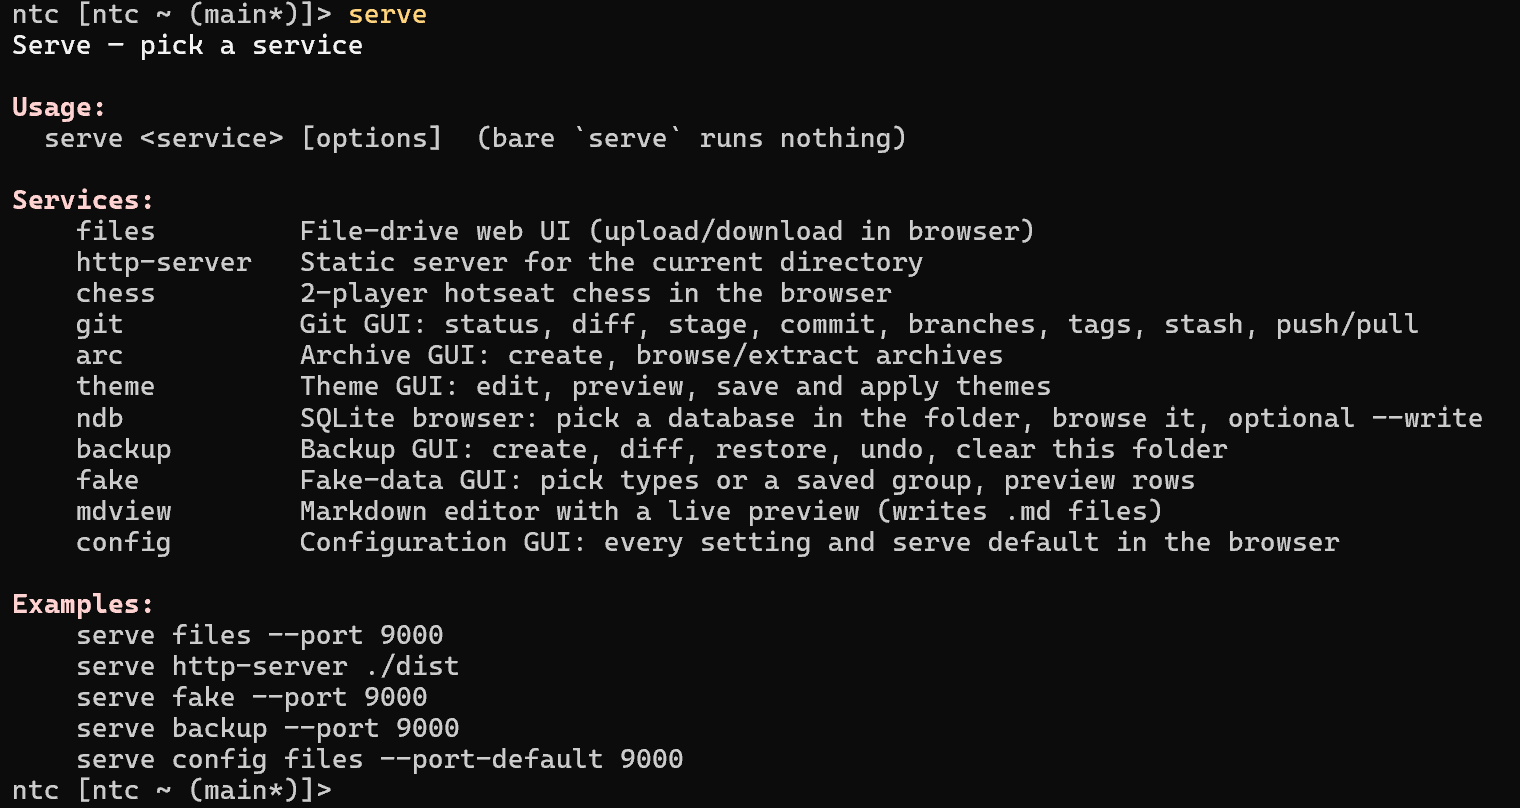 ntc [ntc ~ (main*)]> serve
Serve — pick a service
Usage:
  serve <service> [options]  (bare `serve` runs nothing)
Services:
    files         File-drive web UI (upload/download in browser)
    http-server   Static server for the current directory
    chess         2-player hotseat chess in the browser
    git           Git GUI: status, diff, stage, commit, branches, tags, stash, push/pull
    arc           Archive GUI: create, browse/extract archives
    theme         Theme GUI: edit, preview, save and apply themes
    ndb           SQLite browser: pick a database in the folder, browse it, optional --write
    backup        Backup GUI: create, diff, restore, undo, clear this folder
    fake          Fake-data GUI: pick types or a saved group, preview rows
    mdview        Markdown editor with a live preview (writes .md files)
    config        Configuration GUI: every setting and serve default in the browser
Examples:
    serve files --port 9000
    serve http-server ./dist
    serve fake --port 9000
    serve backup --port 9000
    serve config files --port-default 9000
ntc [ntc ~ (main*)]>